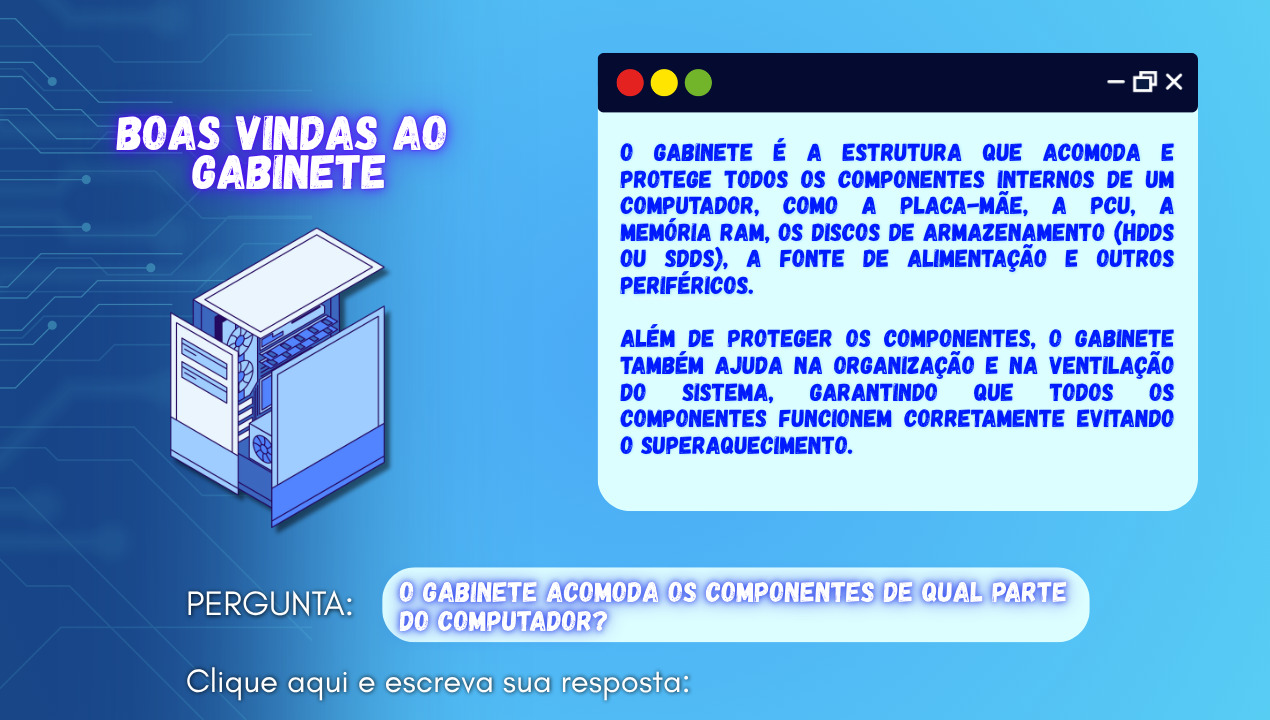 BOAS VINDAS AO
GABINETE
O GABINETE É A ESTRUTURA QUE ACOMODA E
PROTEGE TODOS OS COMPONENTES INTERNOS DE UM
COMPUTADOR, COMO A PLACA-MÃE, A PCU, A
MEMÓRIA RAM, OS DISCOS DE ARMAZENAMENTO (HDDS
OU SDDS), A FONTE DE ALIMENTAÇÃO E OUTROS
PERIFÉRICOS.
ALÉM DE PROTEGER OS COMPONENTES, O GABINETE
TAMBÉM AJUDA NA ORGANIZAÇÃO E NA VENTILAÇÃO
DO SISTEMA, GARANTINDO QUE TODOS OS
COMPONENTES FUNCIONEM CORRETAMENTE EVITANDO
O SUPERAQUECIMENTO.
PERGUNTA:
O GABINETE ACOMODA OS COMPONENTES DE QUAL PARTE
DO COMPUTADOR?
Clique aqui e escreva sua resposta: